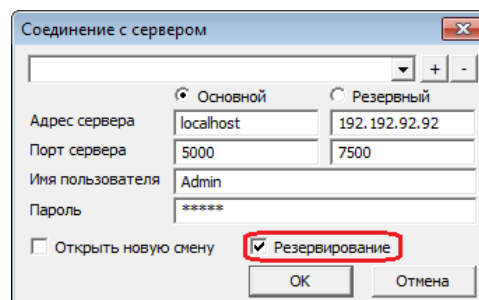 Соединение с сервером
+ -
Основной Резервный
Адрес сервера localhost 192.192.92.92
Порт сервера 5000 7500
Имя пользователя Admin
Пароль *****
Открыть новую смену Резервирование
ОК Отмена